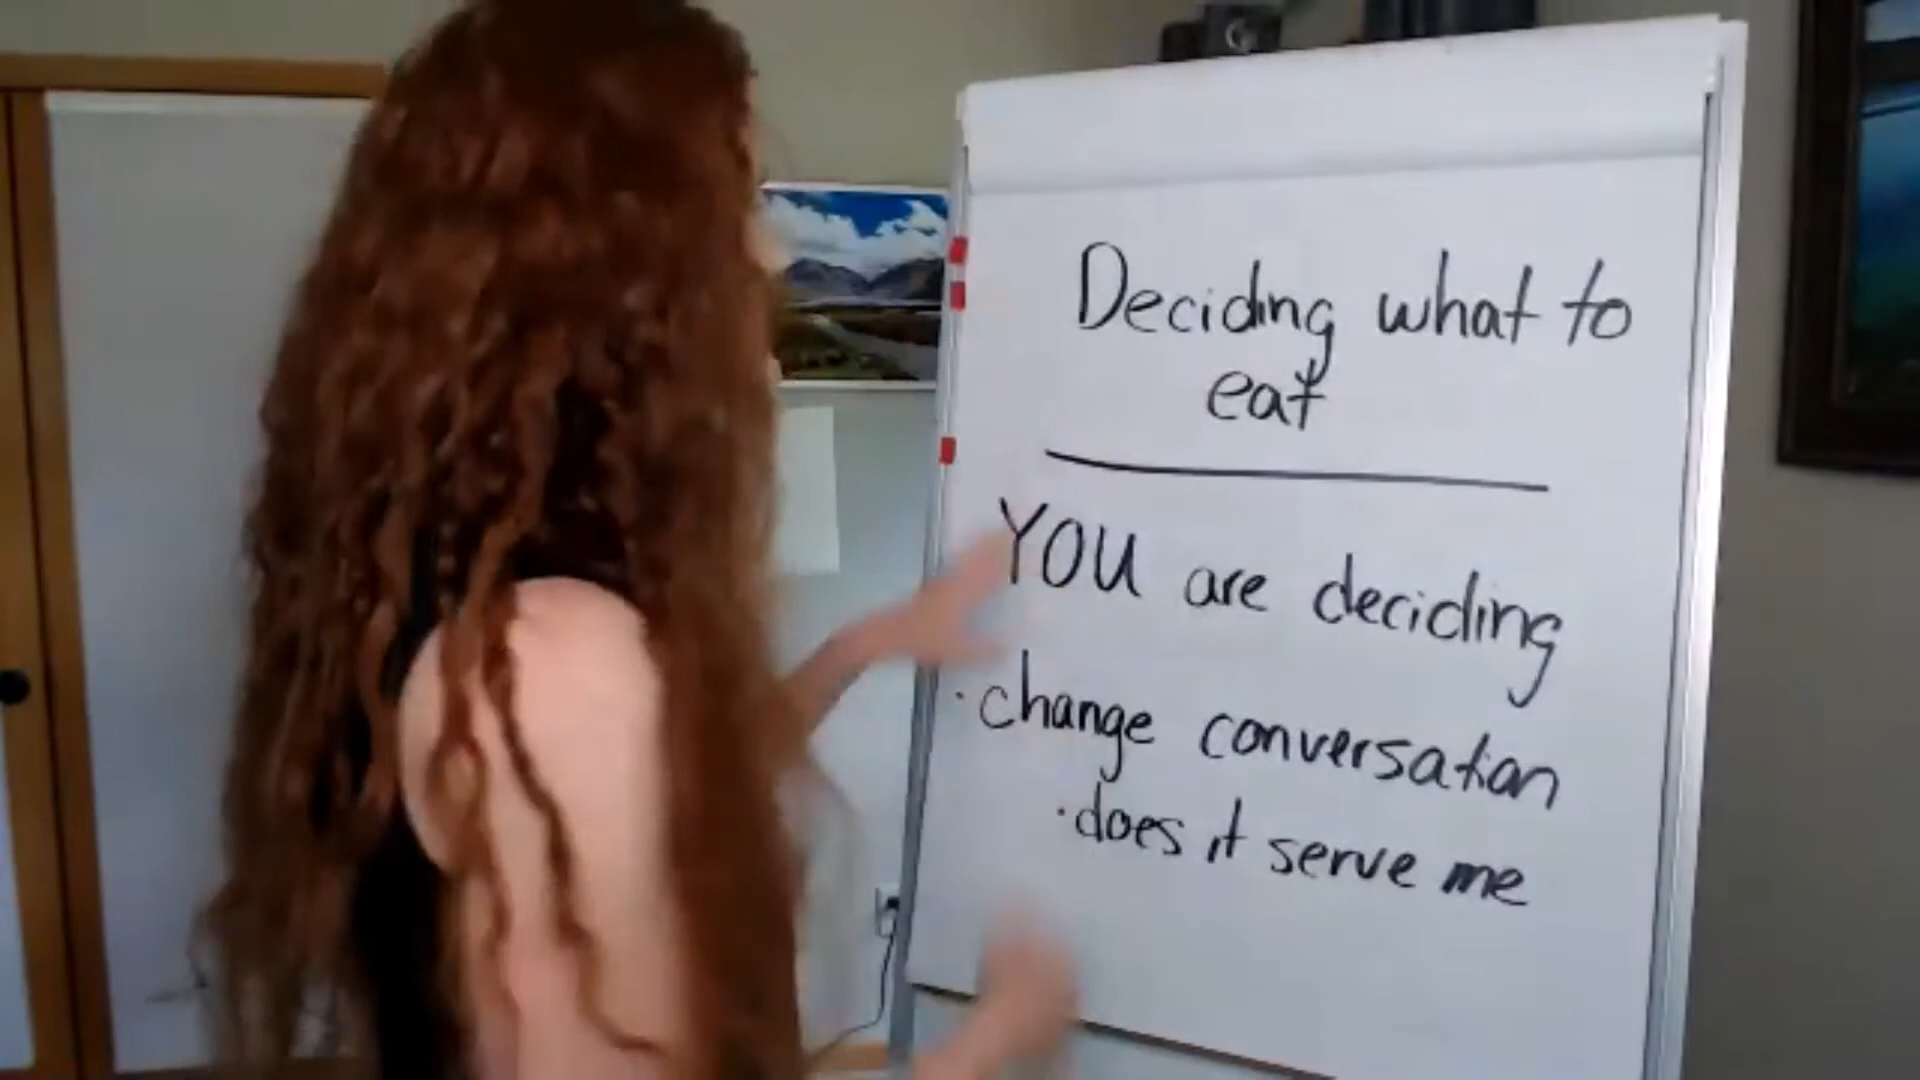 Deciding what to
eat
YOU are deciding
· change conversation
· does it serve me